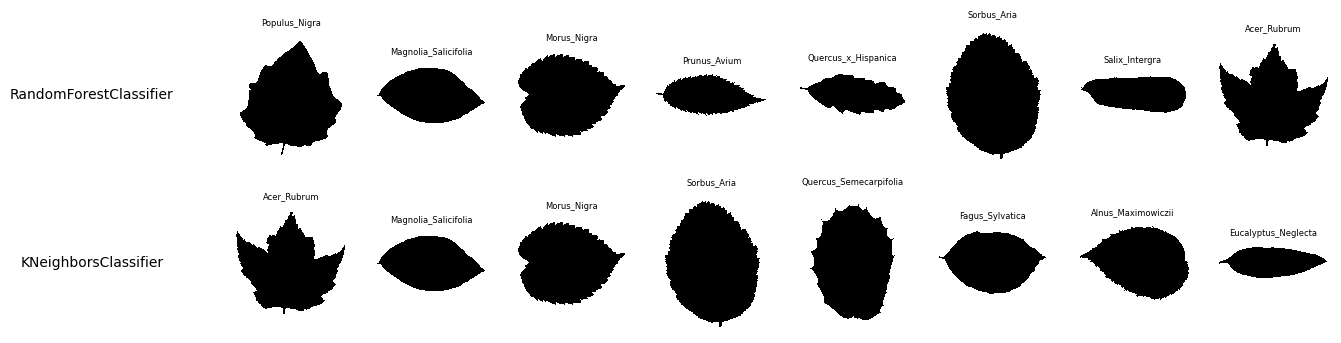 RandomForestClassifier
Populus_Nigra
Magnolia_Salicifolia
Morus_Nigra
Prunus_Avium
Quercus_x_Hispanica
Sorbus_Aria
Salix_Intergra
Acer_Rubrum
KNeighborsClassifier
Acer_Rubrum
Magnolia_Salicifolia
Morus_Nigra
Sorbus_Aria
Quercus_Semecarpifolia
Fagus_Sylvatica
Alnus_Maximowiczii
Eucalyptus_Neglecta